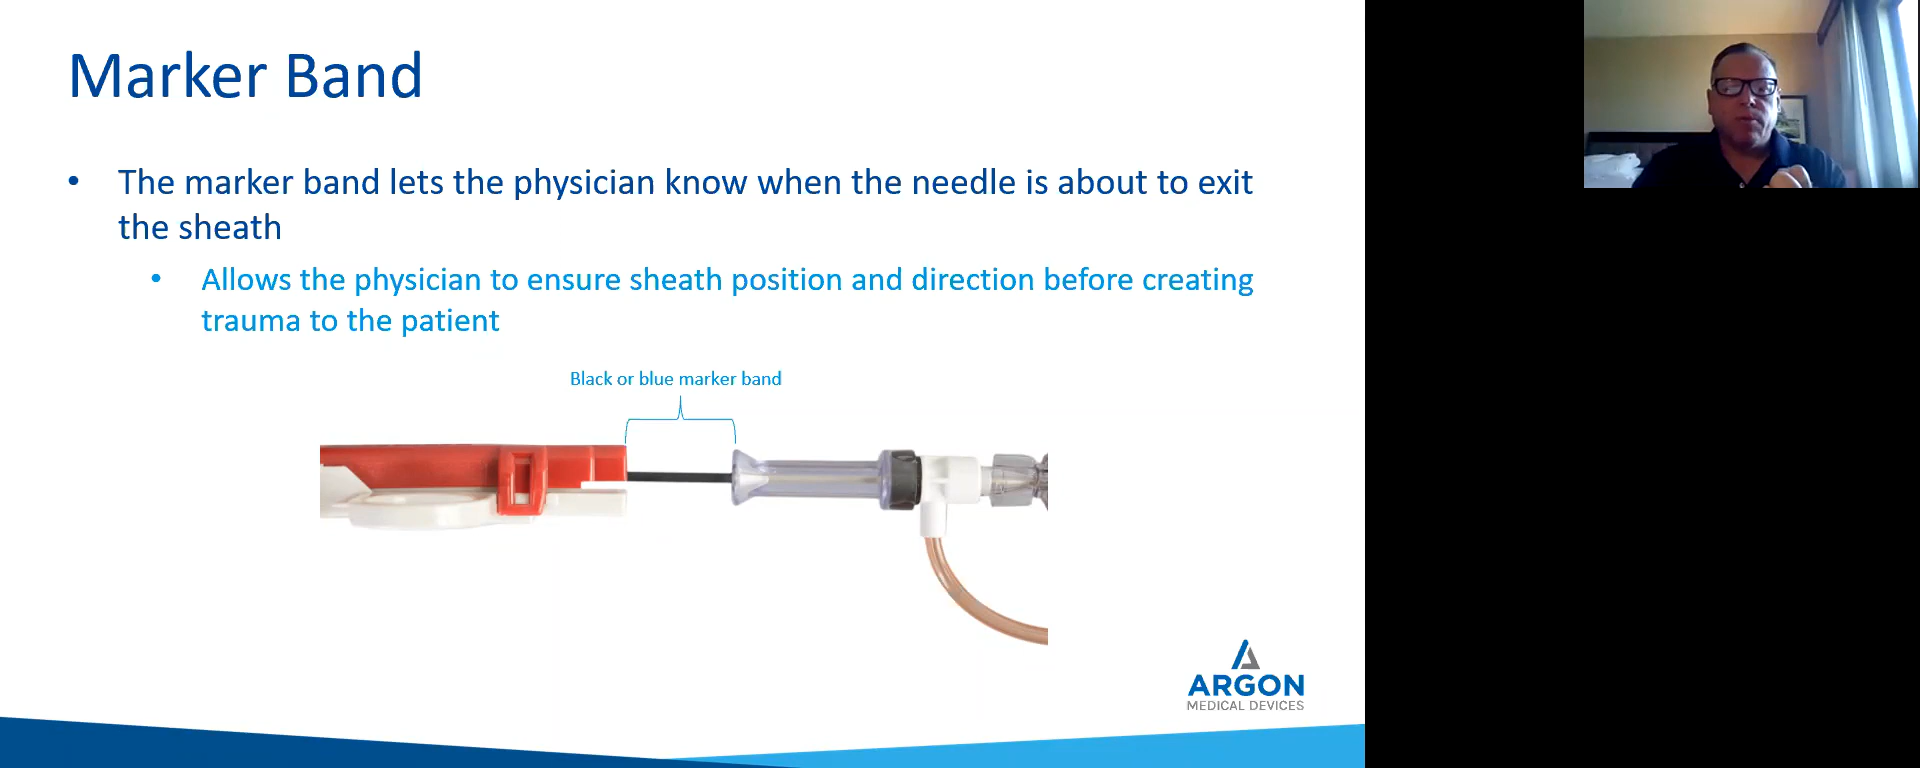 Marker Band
• The marker band lets the physician know when the needle is about to exit
the sheath
• Allows the physician to ensure sheath position and direction before creating
trauma to the patient
Black or blue marker band
ARGON
MEDICAL DEVICES